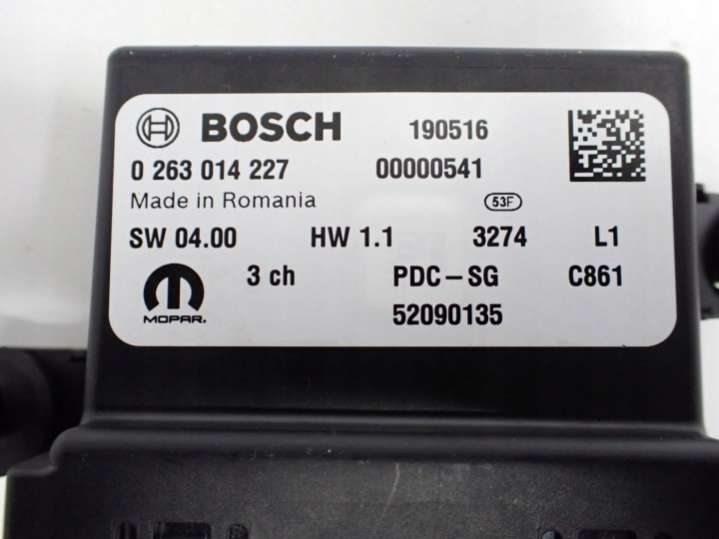 BOSCH 190516
0 263 014 227 00000541
Made in Romania 53F
SW 04.00 HW 1.1 3274 L1
3 ch PDC-SG C861
MOPAR. 52090135